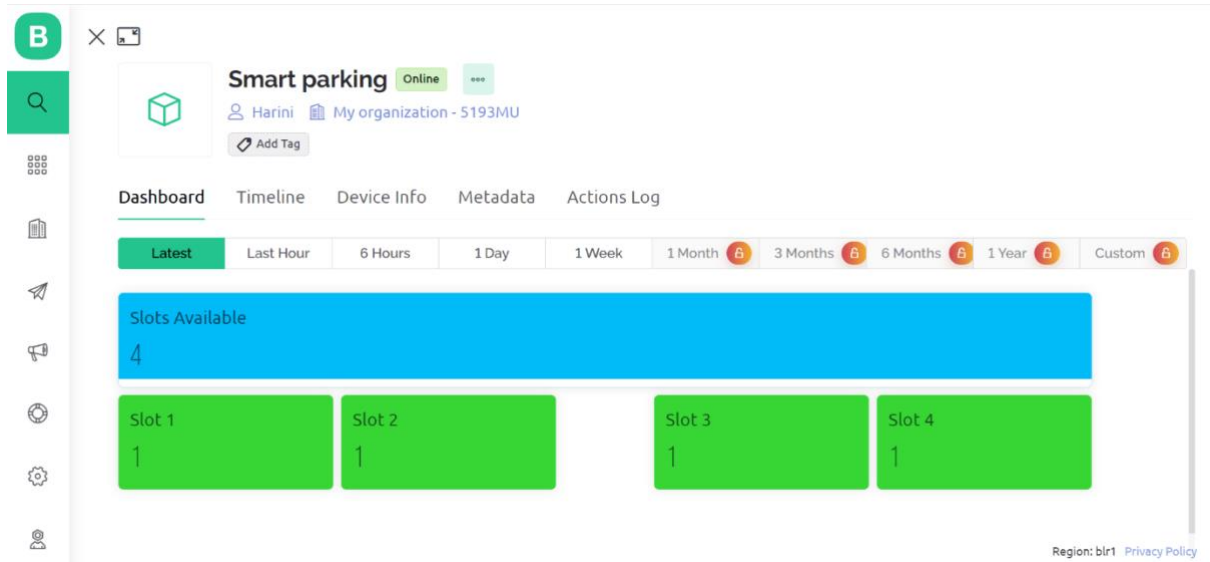 B
Smart parking Online
Harini My organization - 5193MU
Add Tag
Dashboard Timeline Device Info Metadata Actions Log
Latest Last Hour 6 Hours 1 Day 1 Week 1 Month 3 Months 6 Months 1 Year Custom
Slots Available
4
Slot 1 Slot 2 Slot 3 Slot 4
1 1 1 1
Region: blr1 Privacy Policy